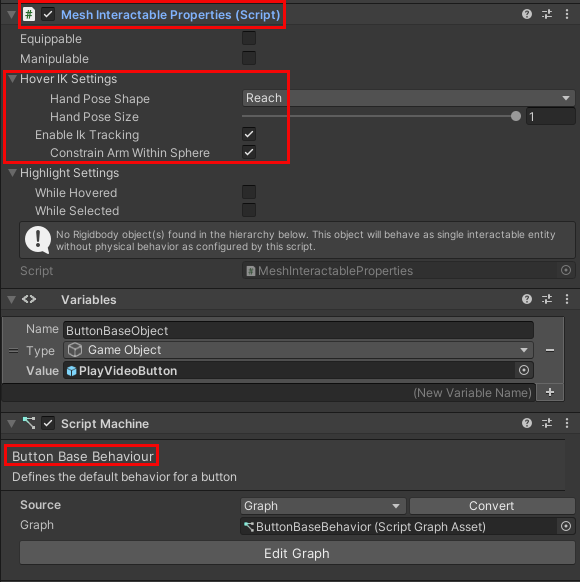 Mesh Interactable Properties (Script)
Equippable
Manipulable
Hover IK Settings
Hand Pose Shape Reach
Hand Pose Size 1
Enable Ik Tracking
Constrain Arm Within Sphere
Highlight Settings
While Hovered
While Selected
No Rigidbody object(s) found in the hierarchy below. This object will behave as single interactable entity
without physical behavior as configured by this script.
Script MeshInteractableProperties
Variables
Name ButtonBaseObject
Type Game Object
Value PlayVideoButton
(New Variable Name)
Script Machine
Button Base Behaviour
Defines the default behavior for a button
Source Graph Convert
Graph ButtonBaseBehavior (Script Graph Asset)
Edit Graph